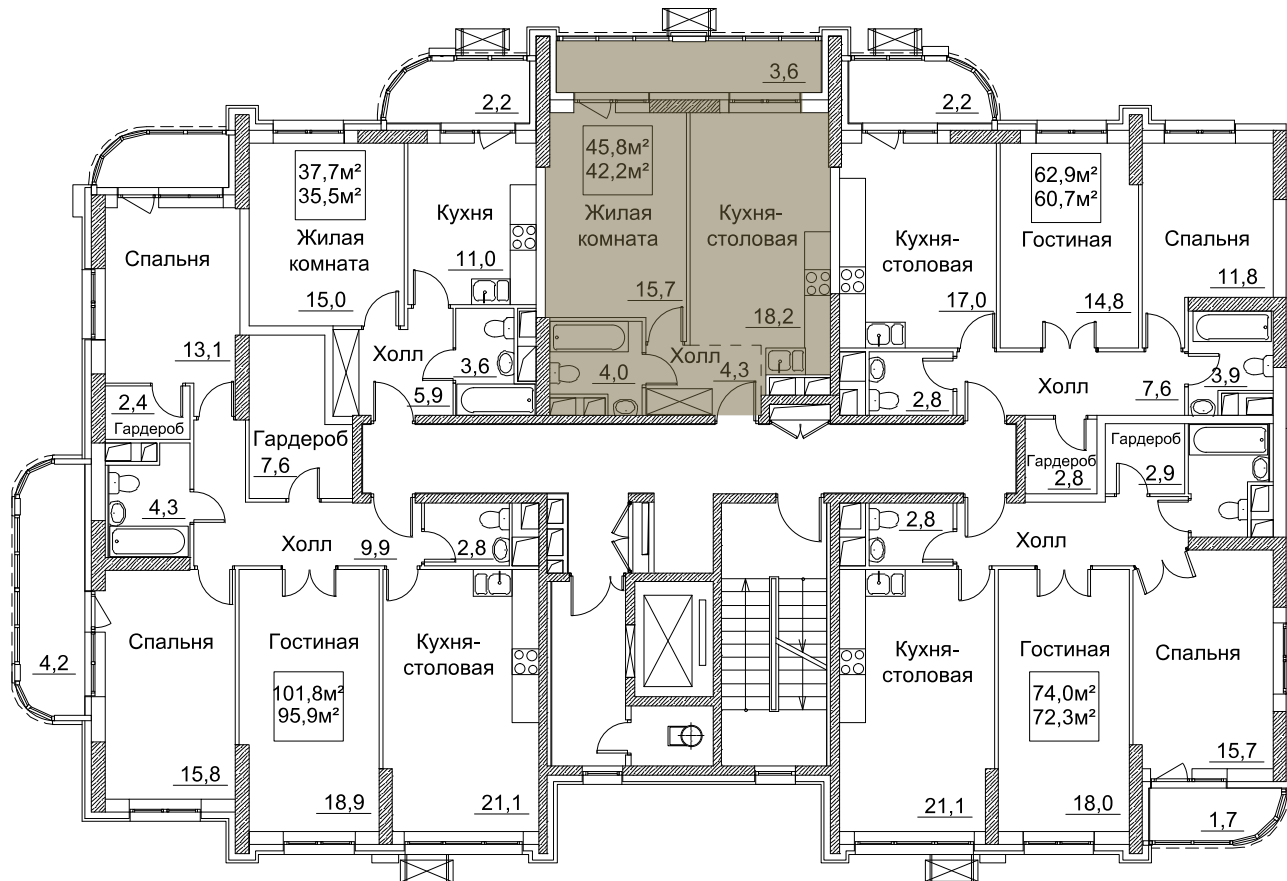 3,6
2,2
2,2
37,7м²
35,5м²
Жилая
комната
15,0
Кухня
11,0
45,8м²
42,2м²
Жилая
комната
15,7
Кухня-
столовая
18,2
Кухня-
столовая
17,0
62,9м²
60,7м²
Гостиная
14,8
Спальня
11,8
Спальня
13,1
2,4
Гардероб
Гардероб
7,6
Холл
5,9
3,6
4,0
Холл
4,3
2,8
Холл
7,6
3,9
4,3
Холл
9,9
2,8
Гардероб
2,8
Гардероб
2,9
2,8
Холл
4,2
Спальня
15,8
Гостиная
101,8м²
95,9м²
18,9
Кухня-
столовая
21,1
Кухня-
столовая
21,1
Гостиная
74,0м²
72,3м²
18,0
Спальня
15,7
1,7